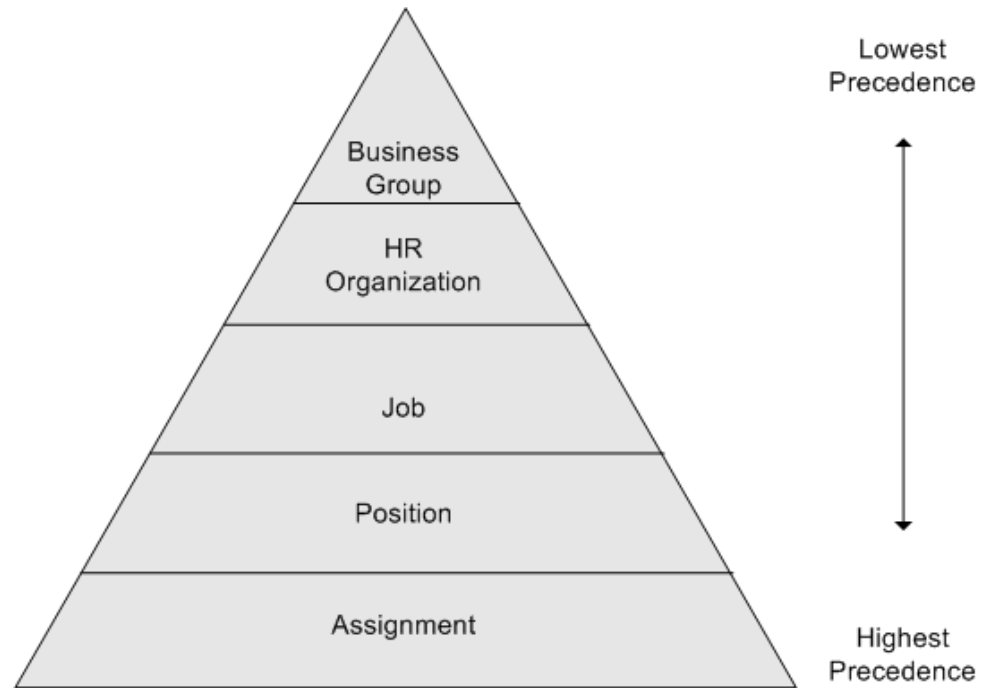 Lowest
Precedence
Business
Group
HR
Organization
Job
Position
Assignment
Highest
Precedence